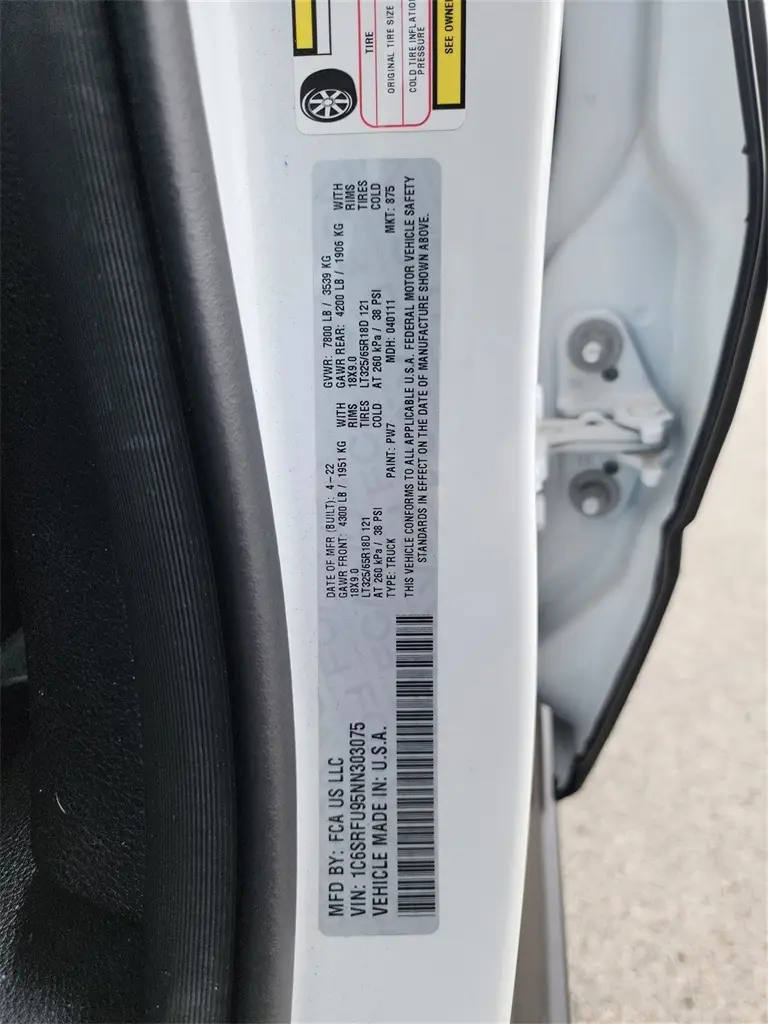 TIRE
ORIGINAL TIRE SIZE
COLD TIRE INFLATIO
PRESSURE
SEE OWNE
MFD BY: FCA US LLC
VIN: 1C6SRFU95NN303075
VEHICLE MADE IN: U.S.A.
DATE OF MFR (BUILT): 4-22 GVWR: 7800 LB / 3539 KG
GAWR FRONT: 4300 LB / 1951 KG WITH GAWR REAR: 4200 LB / 1906 KG WITH
18X9.0 RIMS 18X9.0 RIMS
LT325/65R18D 121 TIRES LT325/65R18D 121 TIRES
AT 260 kPa / 38 PSI COLD AT 260 kPa / 38 PSI COLD
TYPE: TRUCK PAINT: PW7 MDH: 040111 MKT: 875
THIS VEHICLE CONFORMS TO ALL APPLICABLE U.S.A. FEDERAL MOTOR VEHICLE SAFETY
STANDARDS IN EFFECT ON THE DATE OF MANUFACTURE SHOWN ABOVE.